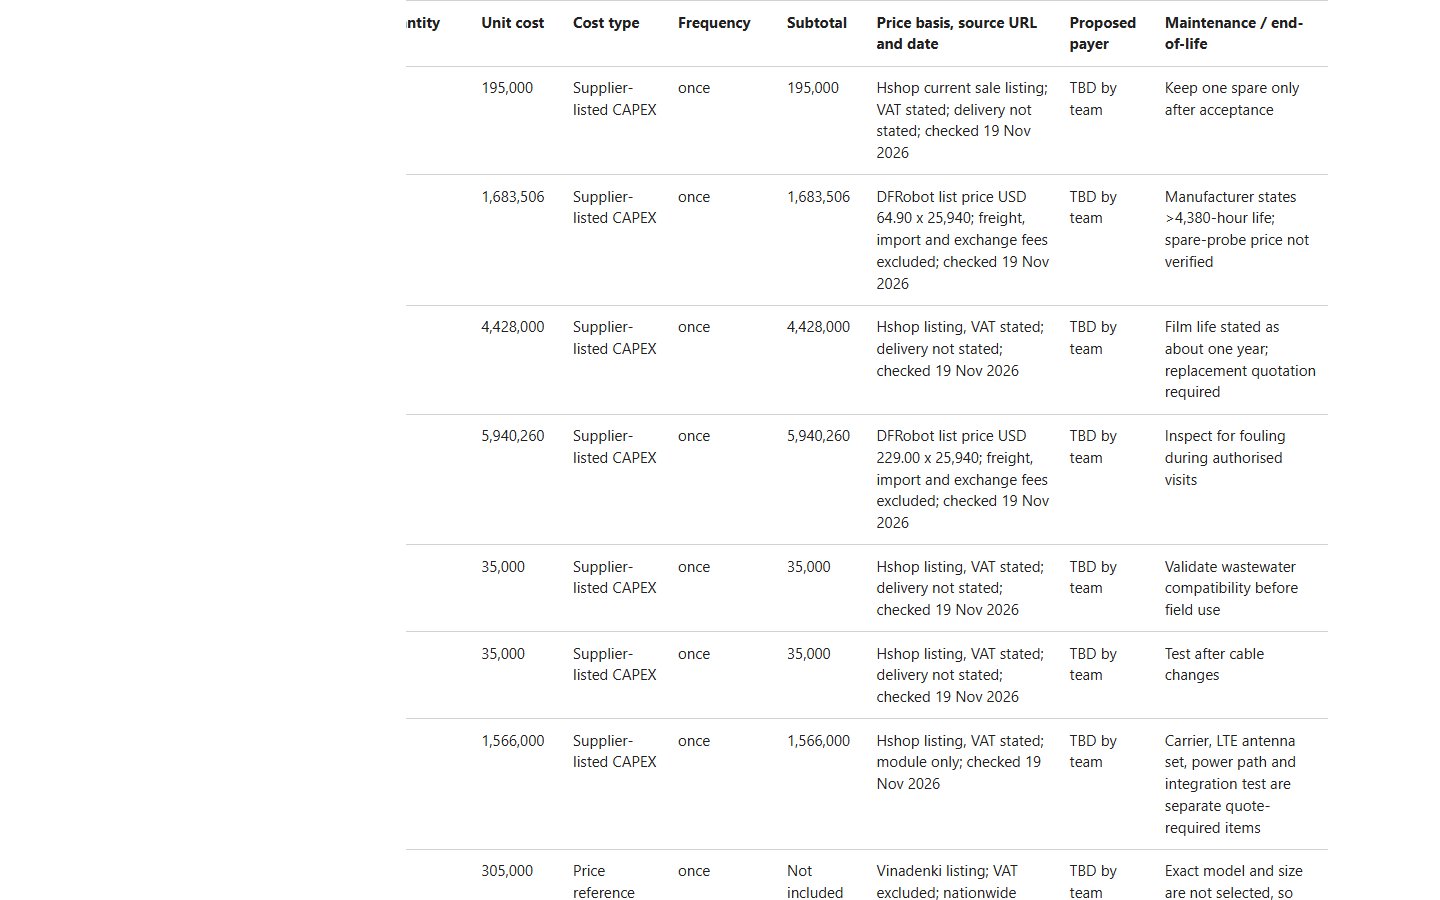 ntity Unit cost Cost type Frequency Subtotal Price basis, source URL Proposed Maintenance / end-
and date payer of-life
195,000 Supplier- once 195,000 Hshop current sale listing; TBD by Keep one spare only
listed CAPEX VAT stated; delivery not team after acceptance
stated; checked 19 Nov
2026
1,683,506 Supplier- once 1,683,506 DFRobot list price USD TBD by Manufacturer states
listed CAPEX 64.90 x 25,940; freight, team >4,380-hour life;
import and exchange fees spare-probe price not
excluded; checked 19 Nov verified
2026
4,428,000 Supplier- once 4,428,000 Hshop listing, VAT stated; TBD by Film life stated as
listed CAPEX delivery not stated; team about one year;
checked 19 Nov 2026 replacement quotation
required
5,940,260 Supplier- once 5,940,260 DFRobot list price USD TBD by Inspect for fouling
listed CAPEX 229.00 x 25,940; freight, team during authorised
import and exchange fees visits
excluded; checked 19 Nov
2026
35,000 Supplier- once 35,000 Hshop listing, VAT stated; TBD by Validate wastewater
listed CAPEX delivery not stated; team compatibility before
checked 19 Nov 2026 field use
35,000 Supplier- once 35,000 Hshop listing, VAT stated; TBD by Test after cable
listed CAPEX delivery not stated; team changes
checked 19 Nov 2026
1,566,000 Supplier- once 1,566,000 Hshop listing, VAT stated; TBD by Carrier, LTE antenna
listed CAPEX module only; checked 19 team set, power path and
Nov 2026 integration test are
separate quote-
required items
305,000 Price once Not Vinadenki listing; VAT TBD by Exact model and size
reference included excluded; nationwide team are not selected, so